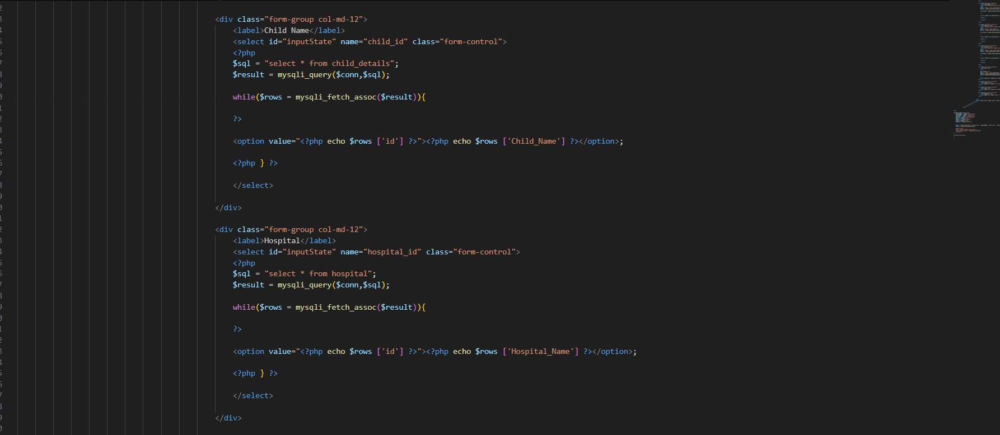 <div class="form-group col-md-12">
<label>Child Name</label>
<select id="inputState" name="child_id" class="form-control">
<?php
$sql = "select * from child_details";
$result = mysqli_query($conn,$sql);
while($rows = mysqli_fetch_assoc($result)){
?>
<option value="<?php echo $rows ['id'] ?>"><?php echo $rows ['Child_Name'] ?></option>;
<?php } ?>
</select>
</div>
<div class="form-group col-md-12">
<label>Hospital</label>
<select id="inputState" name="hospital_id" class="form-control">
<?php
$sql = "select * from hospital";
$result = mysqli_query($conn,$sql);
while($rows = mysqli_fetch_assoc($result)){
?>
<option value="<?php echo $rows ['id'] ?>"><?php echo $rows ['Hospital_Name'] ?></option>;
<?php } ?>
</select>
</div>